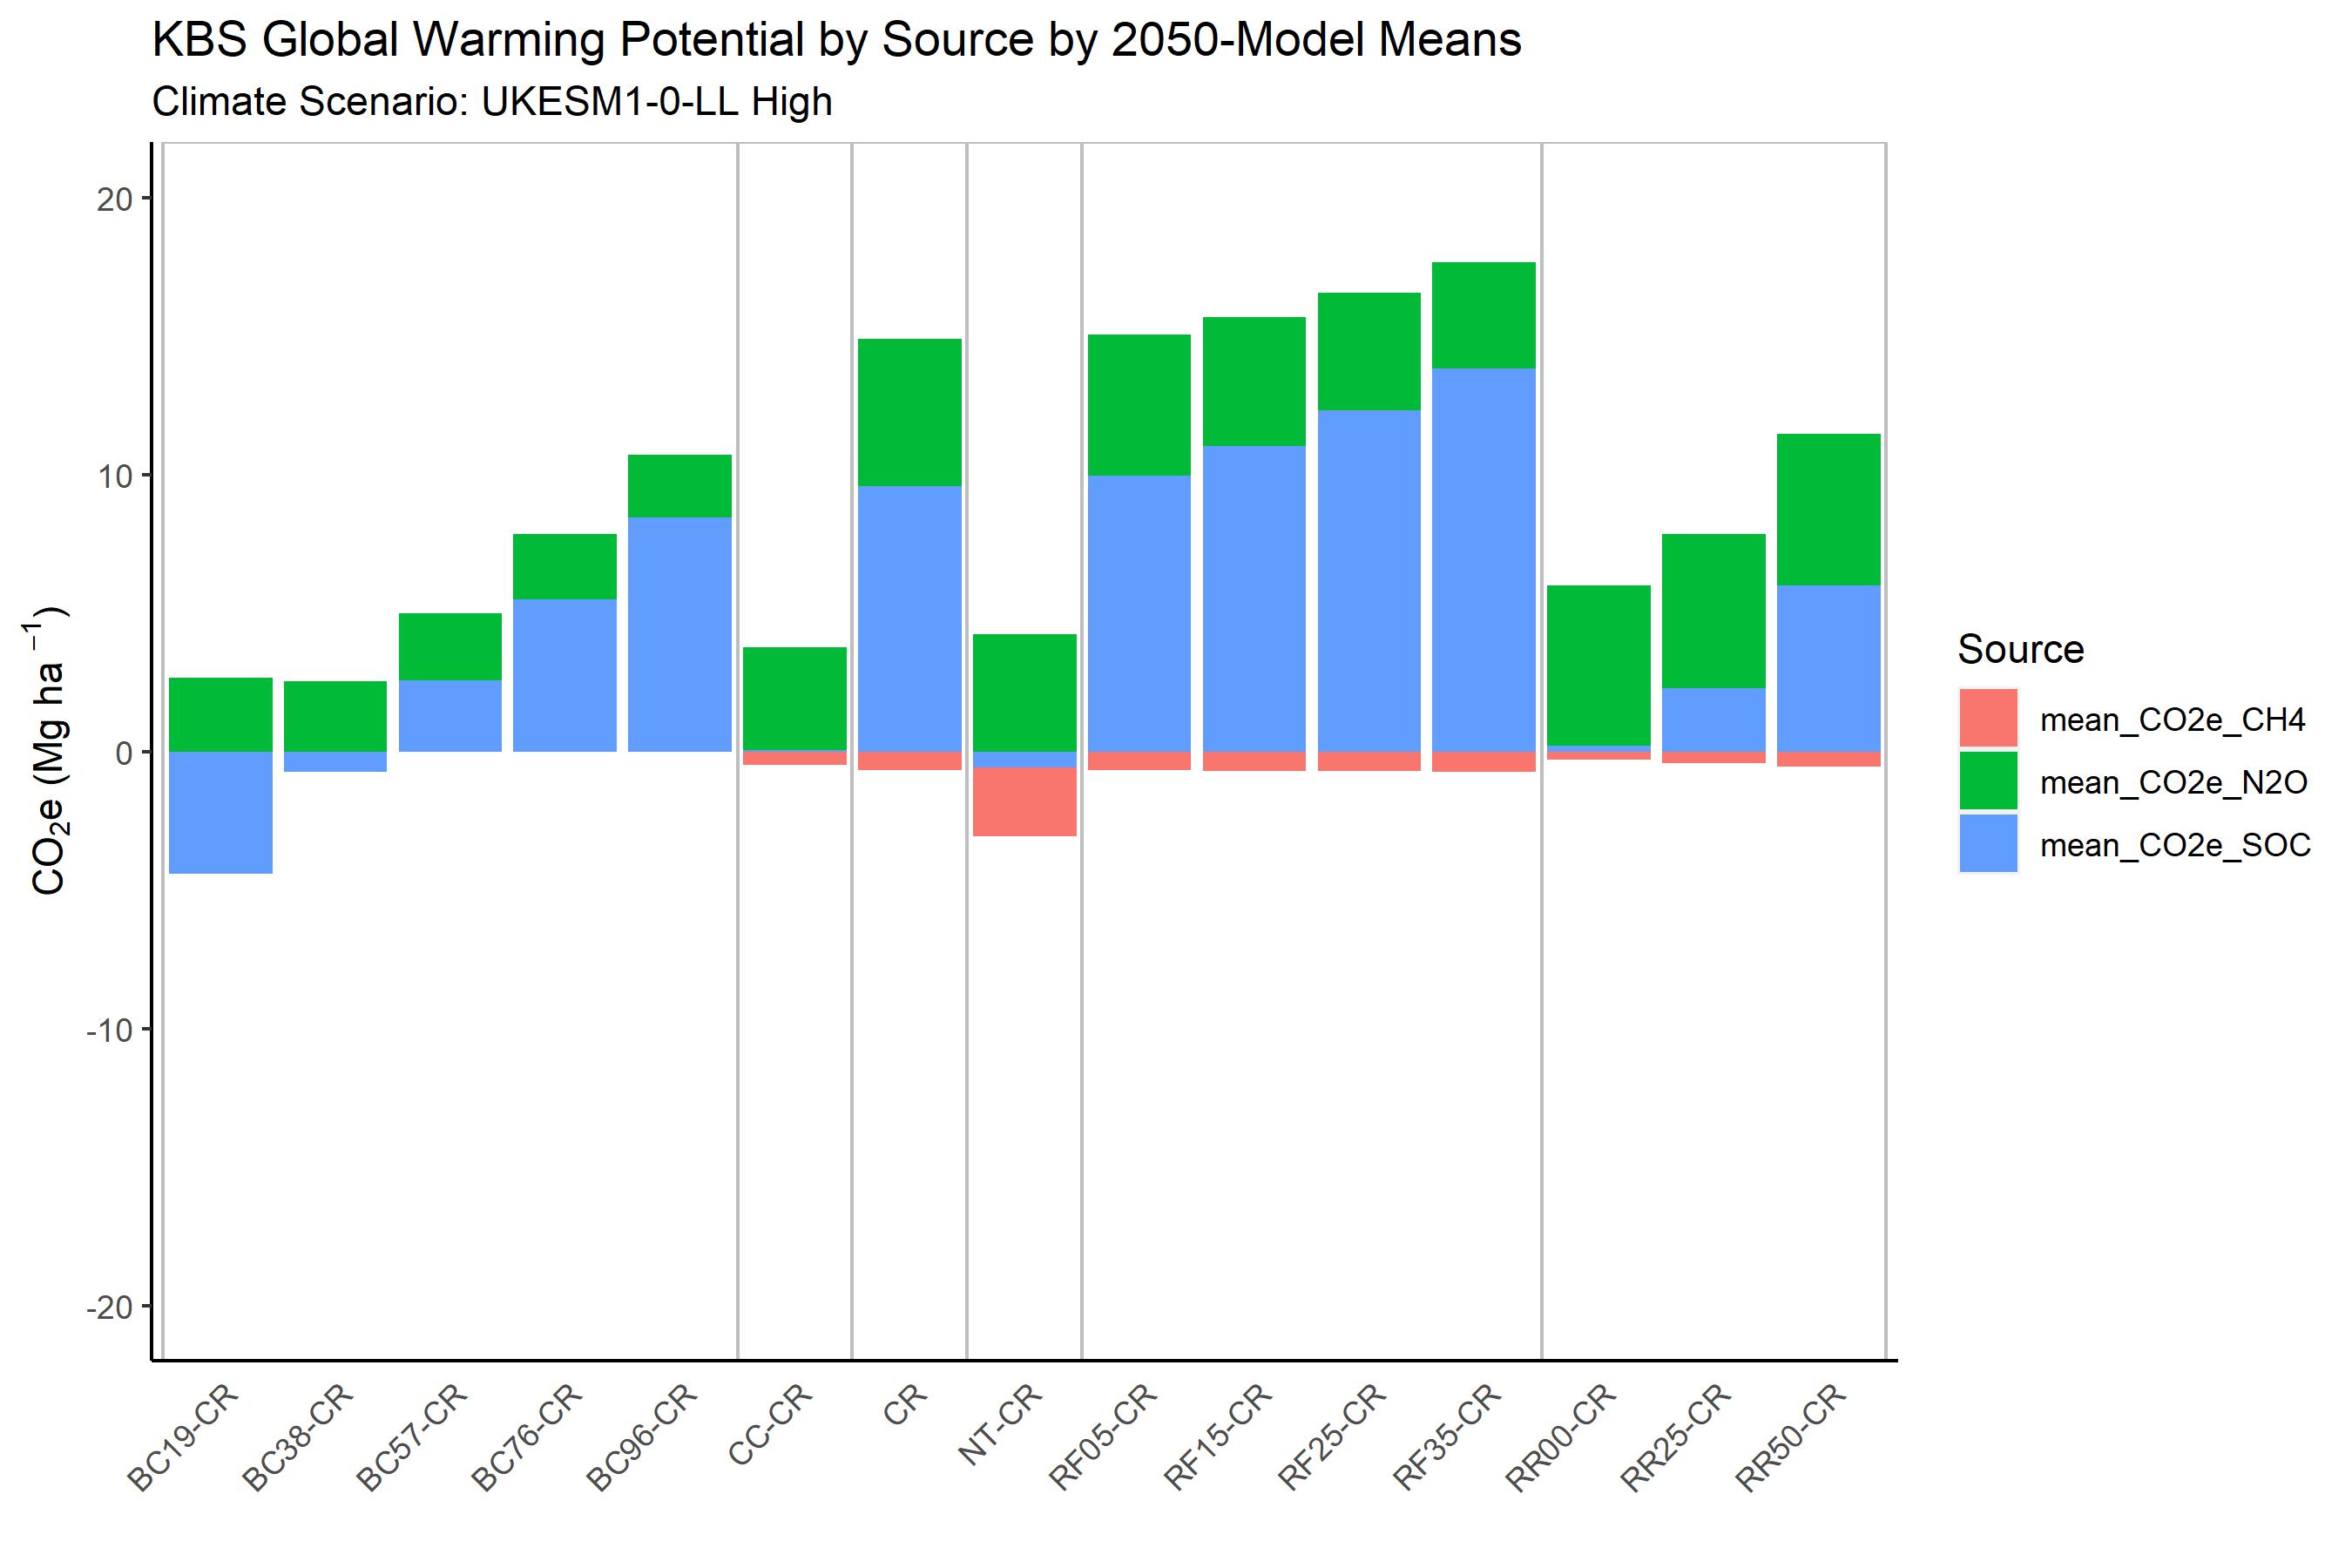 KBS Global Warming Potential by Source by 2050-Model Means
Climate Scenario: UKESM1-0-LL High
CO₂e (Mg ha ⁻¹)
20
10
0
-10
-20
BC19-CR
BC38-CR
BC57-CR
BC76-CR
BC96-CR
CC-CR
CR
NT-CR
RF05-CR
RF15-CR
RF25-CR
RF35-CR
RR00-CR
RR25-CR
RR50-CR
Source
mean_CO2e_CH4
mean_CO2e_N2O
mean_CO2e_SOC